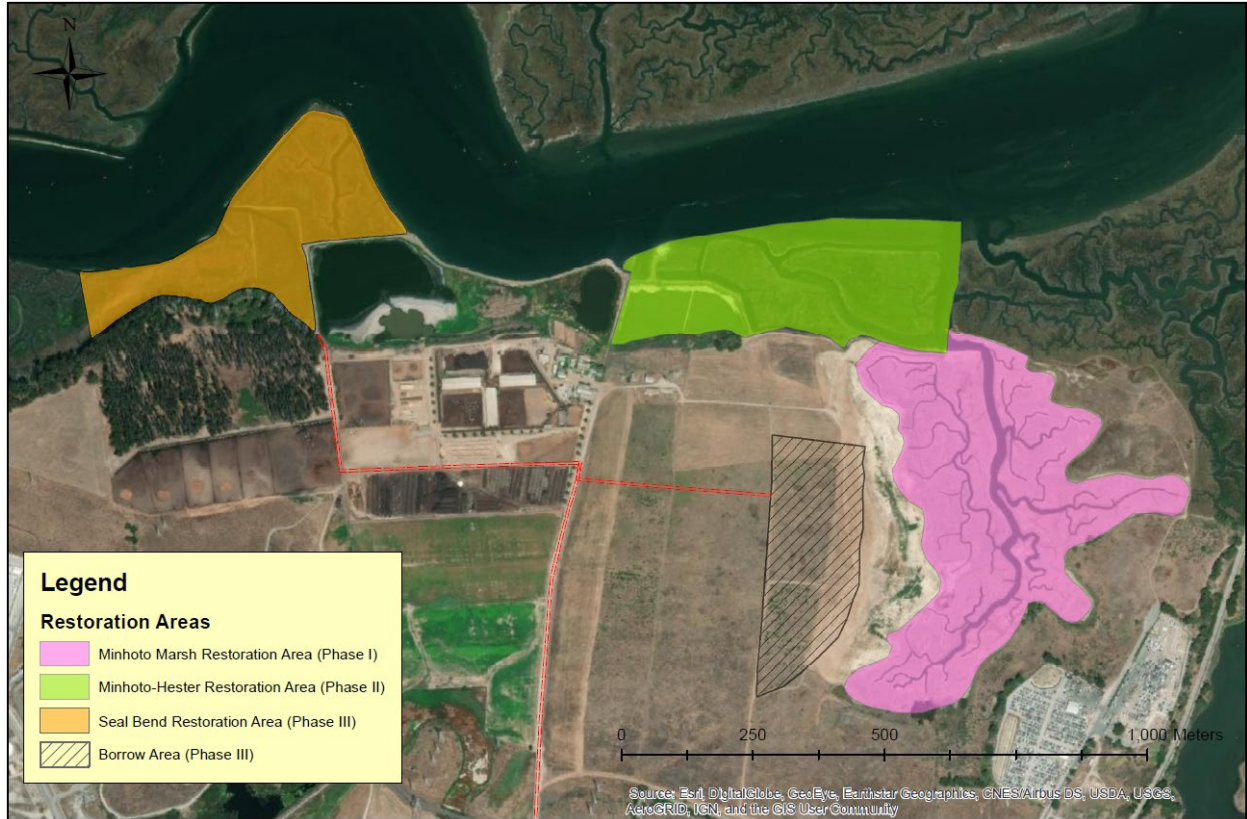 N
Legend
Restoration Areas
Minhoto Marsh Restoration Area (Phase I)
Minhoto-Hester Restoration Area (Phase II)
Seal Bend Restoration Area (Phase III)
Borrow Area (Phase III)
0 250 500 1,000 Meters
Source: Esri, DigitalGlobe, GeoEye, Earthstar Geographics, CNES/Airbus DS, USDA, USGS,
AeroGRID, IGN, and the GIS User Community